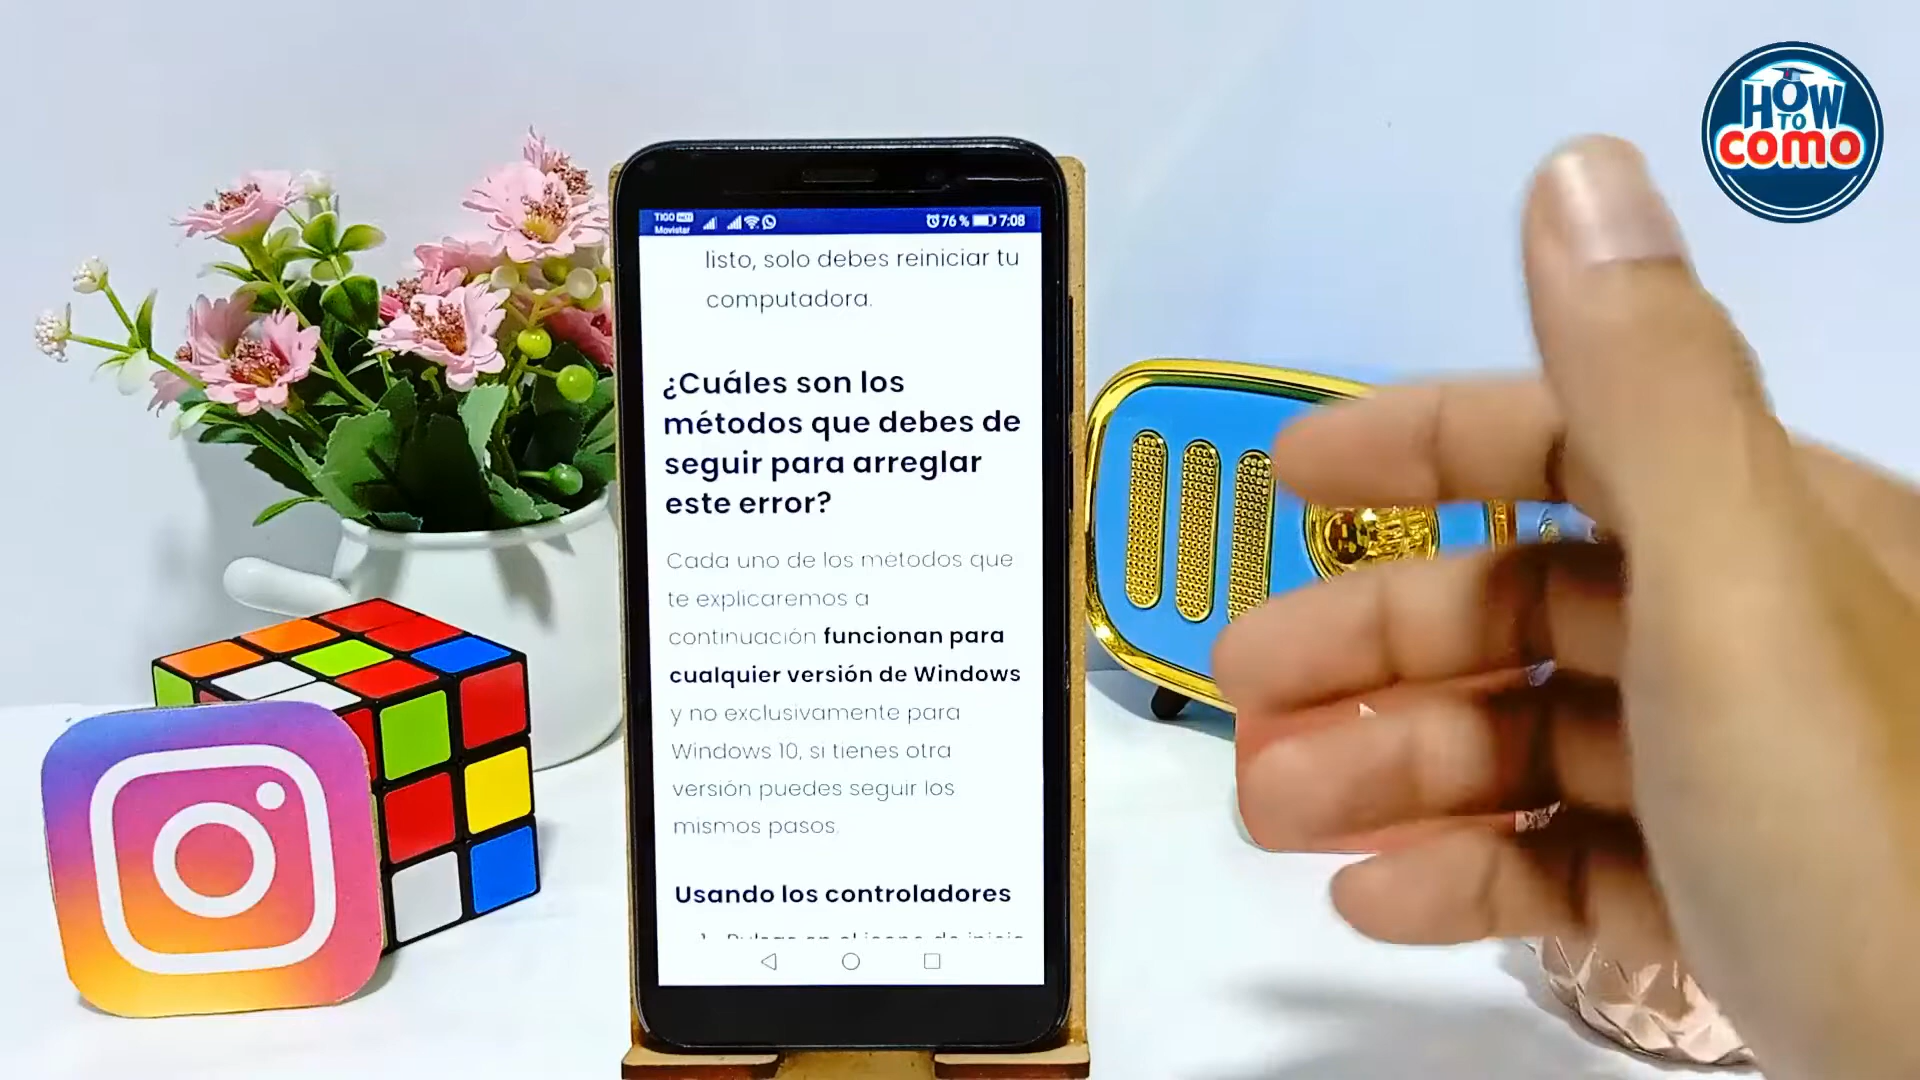 HOW
TO
COMO
TIGO
Movistar
76 % 7:08
listo, solo debes reiniciar tu
computadora.
¿Cuáles son los
métodos que debes de
seguir para arreglar
este error?
Cada uno de los métodos que
te explicaremos a
continuación funcionan para
cualquier versión de Windows
y no exclusivamente para
Windows 10, si tienes otra
versión puedes seguir los
mismos pasos.
Usando los controladores